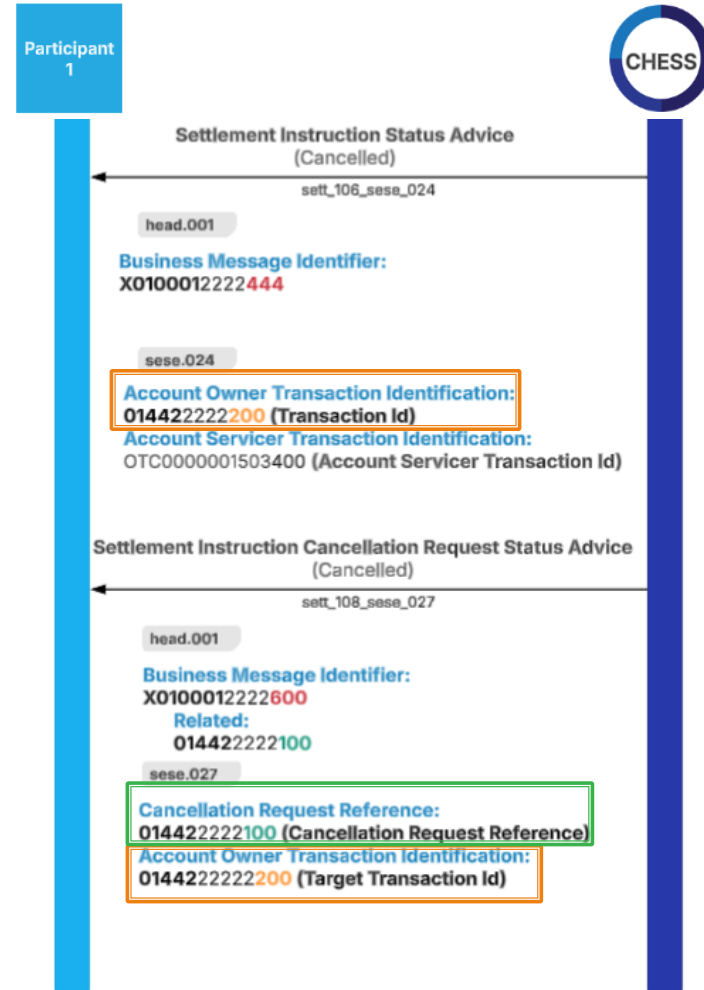 Participant
1
CHESS
Settlement Instruction Status Advice
(Cancelled)
sett_106_sese_024
head.001
Business Message Identifier:
X0100012222444
sese.024
Account Owner Transaction Identification:
014422222200 (Transaction Id)
Account Servicer Transaction Identification:
OTC0000001503400 (Account Servicer Transaction Id)
Settlement Instruction Cancellation Request Status Advice
(Cancelled)
sett_108_sese_027
head.001
Business Message Identifier:
X0100012222600
Related:
014422222100
sese.027
Cancellation Request Reference:
014422222100 (Cancellation Request Reference)
Account Owner Transaction Identification:
0144222222200 (Target Transaction Id)